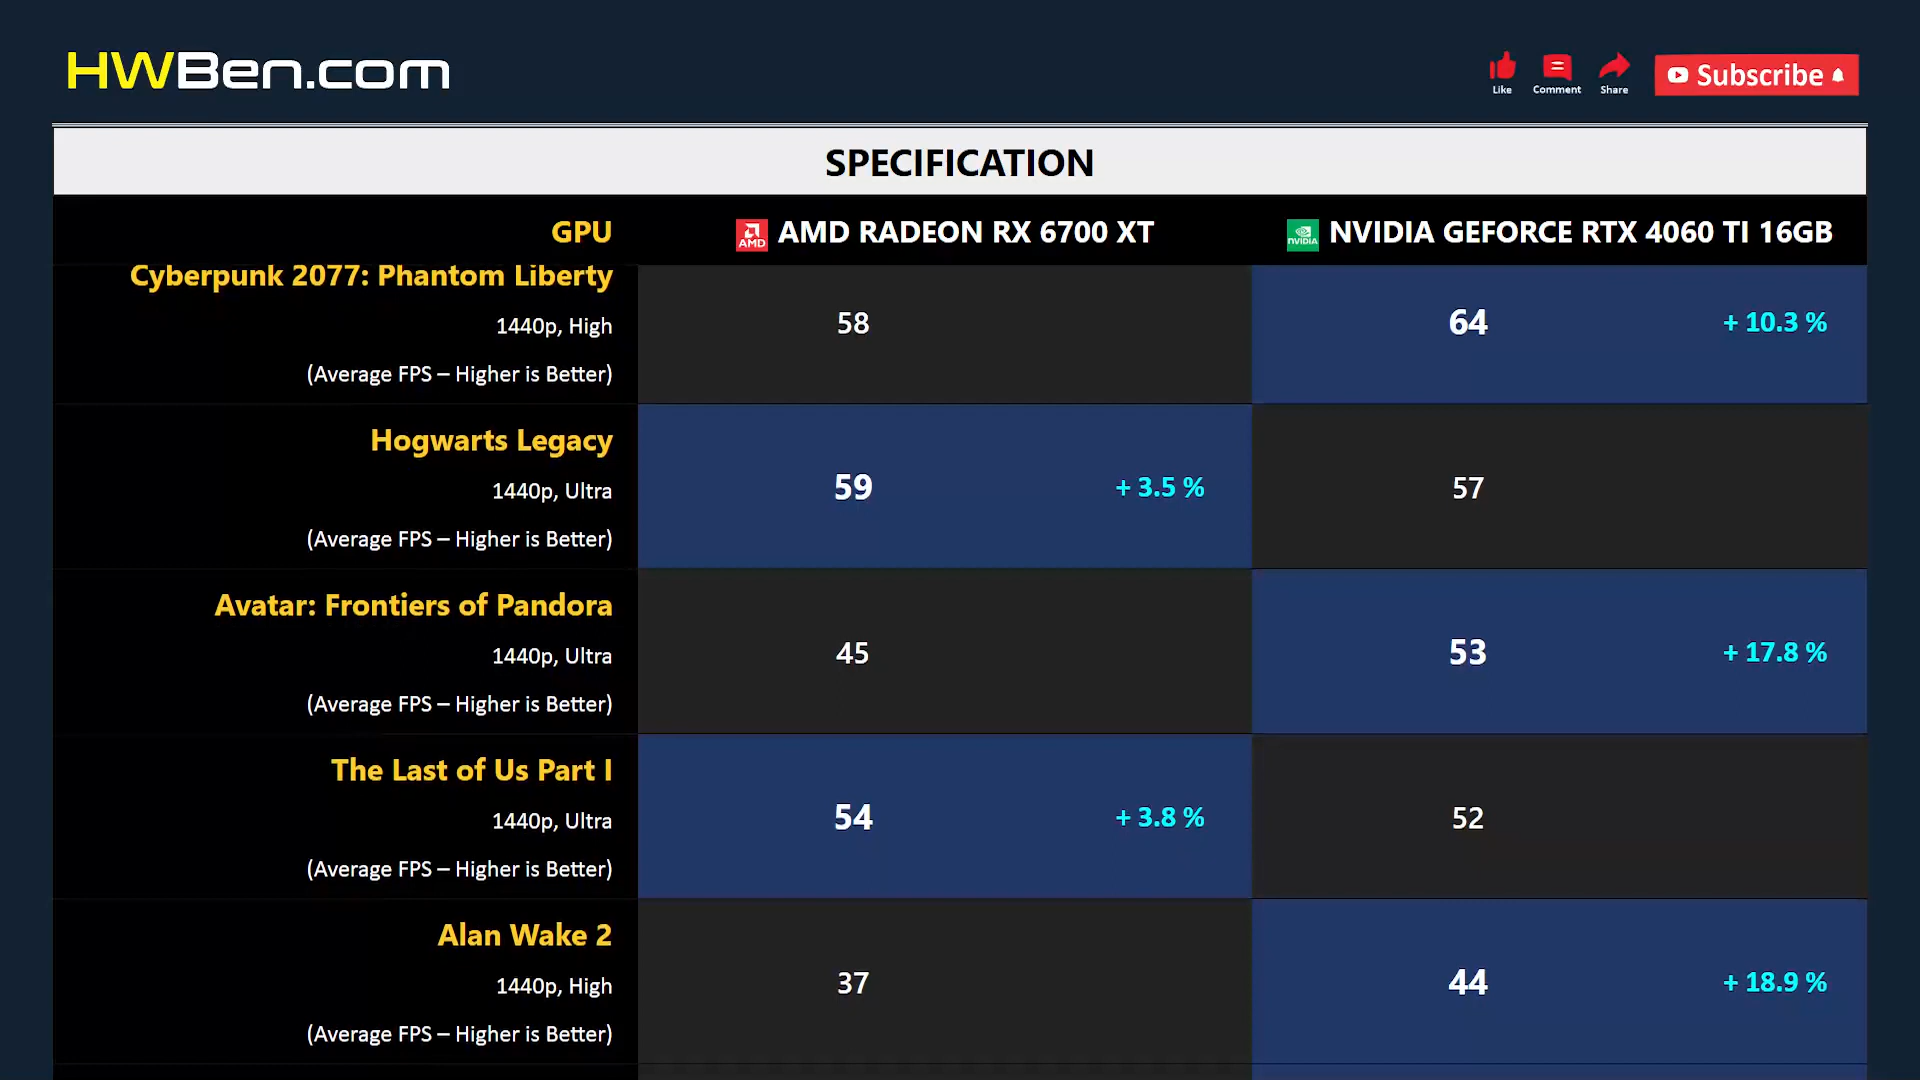 HWBen.com
Like
Comment
Share
Subscribe
SPECIFICATION
GPU
AMD
AMD RADEON RX 6700 XT
NVIDIA
NVIDIA GEFORCE RTX 4060 TI 16GB
Cyberpunk 2077: Phantom Liberty
1440p, High
(Average FPS – Higher is Better)
58
64
+ 10.3 %
Hogwarts Legacy
1440p, Ultra
(Average FPS – Higher is Better)
59
+ 3.5 %
57
Avatar: Frontiers of Pandora
1440p, Ultra
(Average FPS – Higher is Better)
45
53
+ 17.8 %
The Last of Us Part I
1440p, Ultra
(Average FPS – Higher is Better)
54
+ 3.8 %
52
Alan Wake 2
1440p, High
(Average FPS – Higher is Better)
37
44
+ 18.9 %